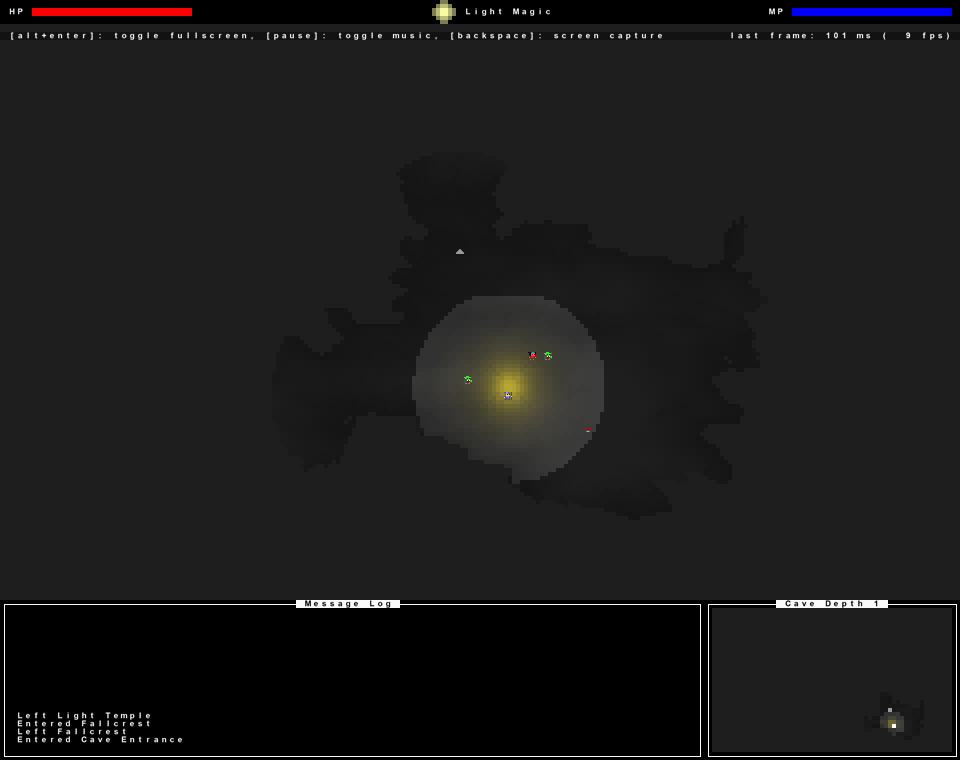 HP Light Magic MP
[alt+enter]: toggle fullscreen, [pause]: toggle music, [backspace]: screen capture last frame: 101 ms ( 9 fps)
Message Log Cave Depth 1
Left Light Temple
Entered Fallcrest
Left Fallcrest
Entered Cave Entrance